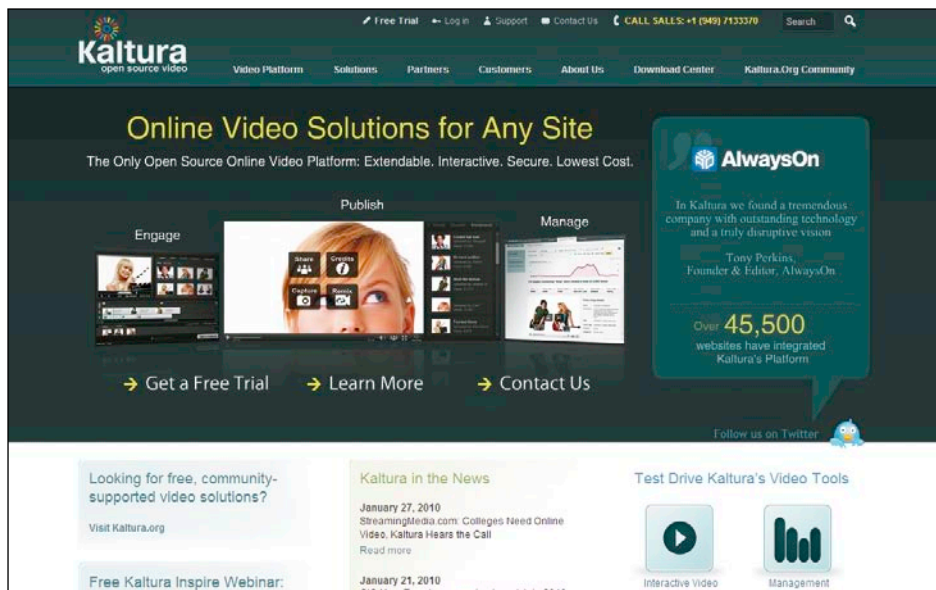 Free Trial Log in Support Contact Us CALL SALES: +1 (949) 7133370 Search
Kaltura
open source video
Video Platform Solutions Partners Customers About Us Download Center Kaltura.Org Community
Online Video Solutions for Any Site
The Only Open Source Online Video Platform: Extendable. Interactive. Secure. Lowest Cost.
Engage
Publish
Manage
Share
Credits
Capture
Remix
Get a Free Trial
Learn More
Contact Us
AlwaysOn
In Kaltura we found a tremendous
company with outstanding technology
and a truly disruptive vision
Tony Perkins,
Founder & Editor, AlwaysOn
Over 45,500
websites have integrated
Kaltura's Platform
Follow us on Twitter
Looking for free, community-
supported video solutions?
Visit Kaltura.org
Free Kaltura Inspire Webinar:
Kaltura in the News
January 27, 2010
StreamingMedia.com: Colleges Need Online
Video, Kaltura Hears the Call
Read more
January 21, 2010
Test Drive Kaltura's Video Tools
Interactive Video
Management